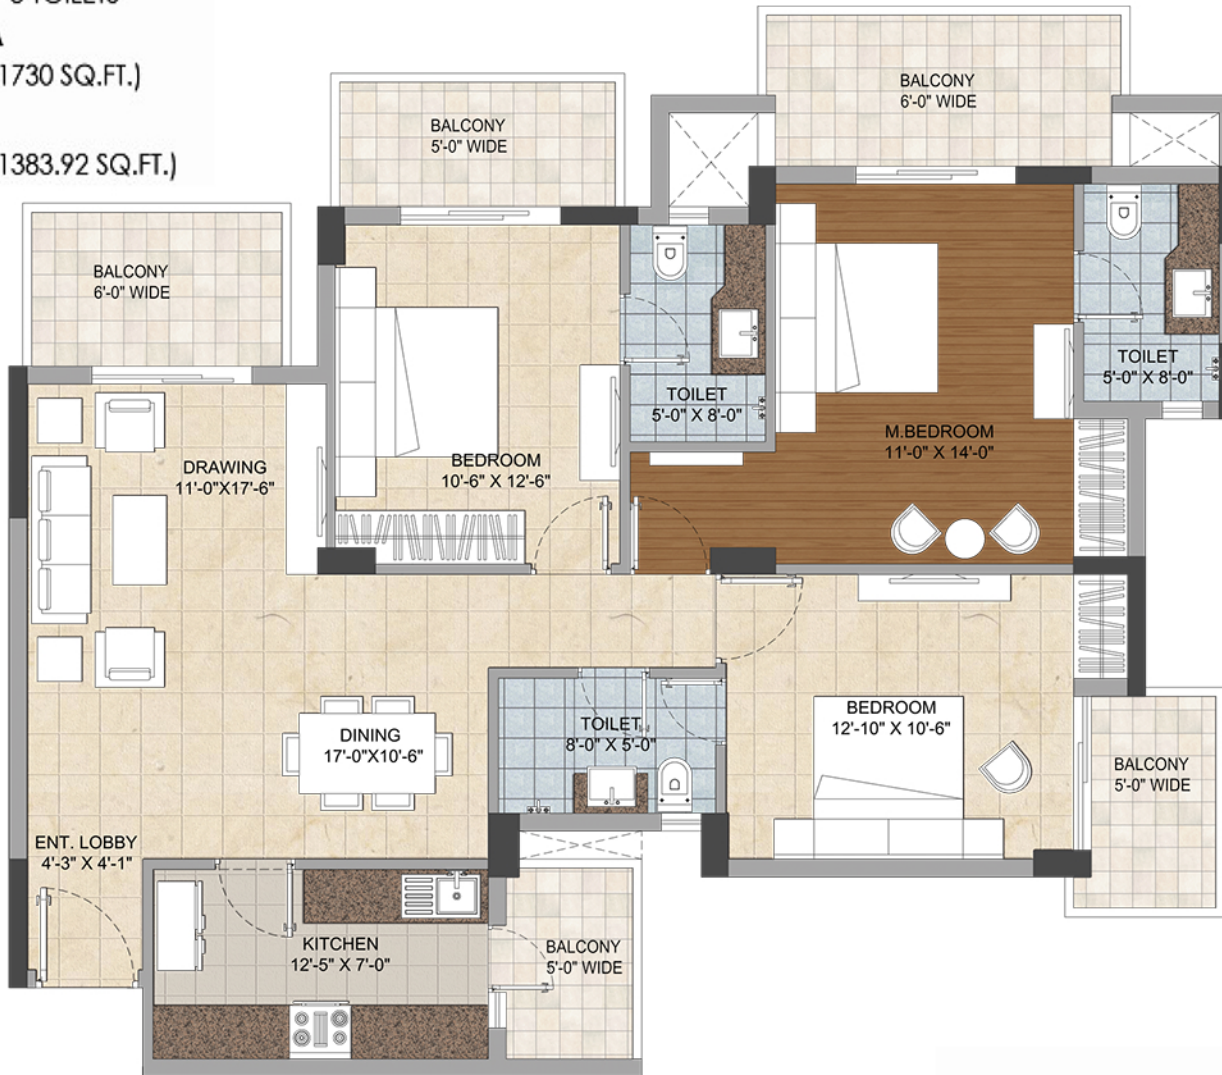 1730 SQ.FT.)
1383.92 SQ.FT.)
BALCONY
6'-0" WIDE
BALCONY
5'-0" WIDE
BALCONY
6'-0" WIDE
TOILET
5'-0" X 8'-0"
TOILET
5'-0" X 8'-0"
M.BEDROOM
11'-0" X 14'-0"
BEDROOM
10'-6" X 12'-6"
DRAWING
11'-0"X17'-6"
DINING
17'-0"X10'-6"
TOILET
8'-0" X 5'-0"
BEDROOM
12'-10" X 10'-6"
BALCONY
5'-0" WIDE
ENT. LOBBY
4'-3" X 4'-1"
KITCHEN
12'-5" X 7'-0"
BALCONY
5'-0" WIDE